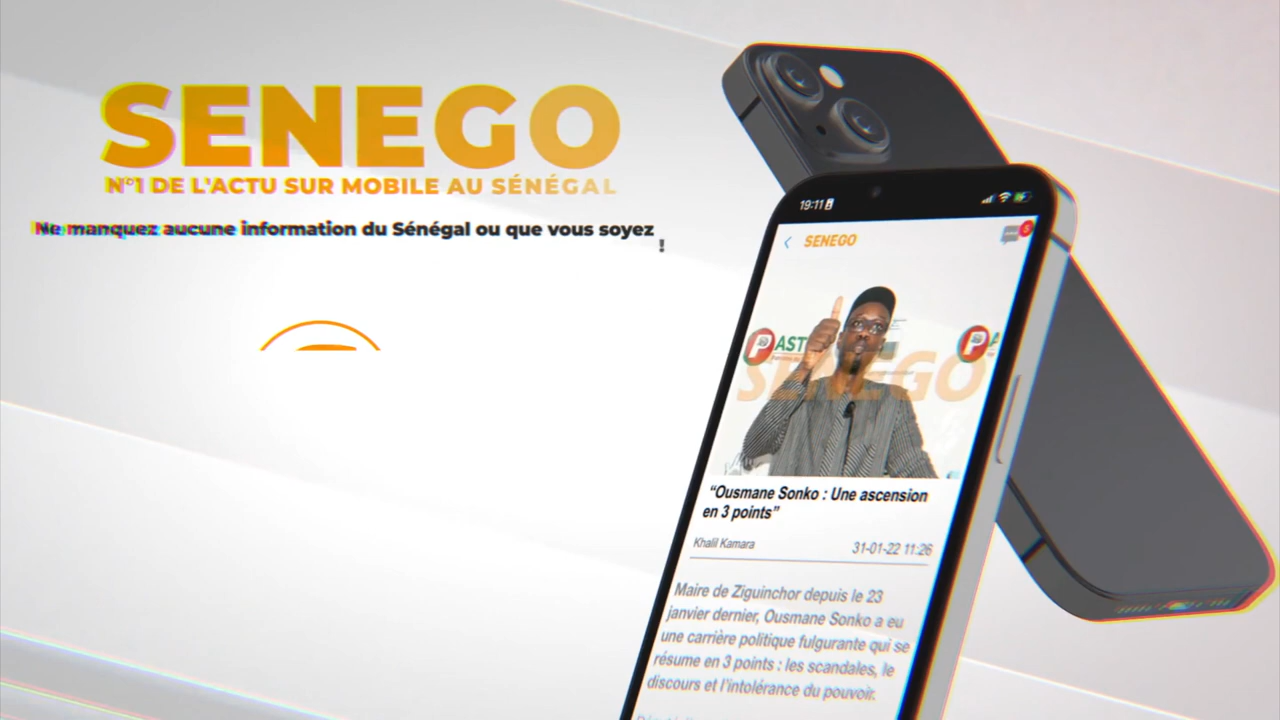 SENEGO
N°1 DE L'ACTU SUR MOBILE AU SÉNÉGAL
Ne manquez aucune information du Sénégal ou que vous soyez
!
19:11
SENEGO
5
PAST
PA
SENEGO
“Ousmane Sonko : Une ascension
en 3 points”
Khalil Kamara
31-01-22 11:26
Maire de Ziguinchor depuis le 23
janvier dernier, Ousmane Sonko a eu
une carrière politique fulgurante qui se
résume en 3 points : les scandales, le
discours et l'intolérance du pouvoir.